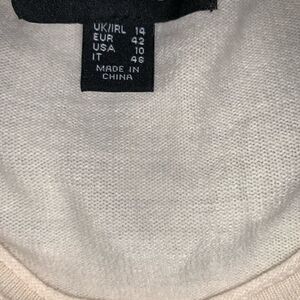 UK/IRL 14
EUR 42
USA 10
IT 46
MADE IN
CHINA